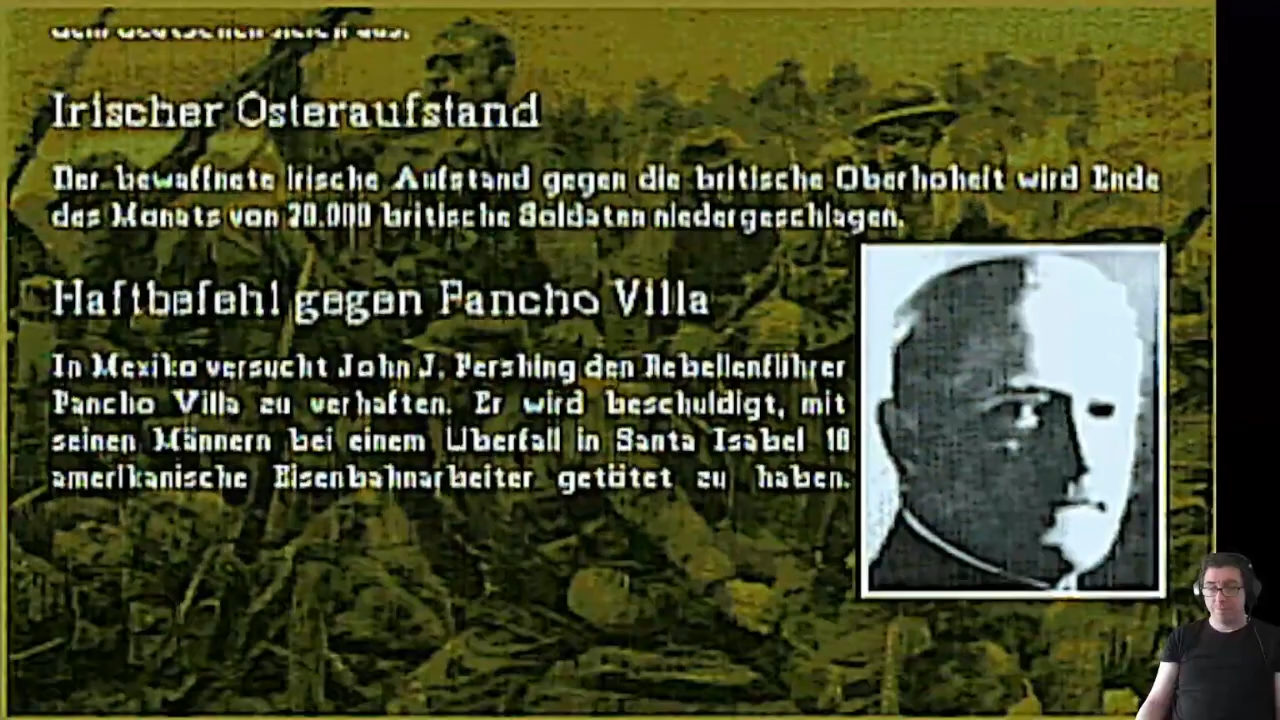 Irischer Osteraufstand
Der bewaffnete irische Aufstand gegen die britische Oberhoheit wird Ende
des Monats von 20.000 britische Soldaten niedergeschlagen.
Haftbefehl gegen Pancho Villa
In Mexiko versucht John J. Pershing den Rebellenführer
Pancho Villa zu verhaften. Er wird beschuldigt, mit
seinen Männern bei einem Überfall in Santa Isabel 18
amerikanische Eisenbahnarbeiter getötet zu haben.